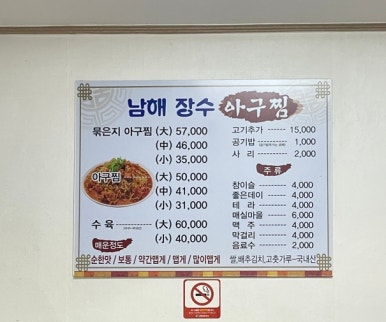 남해 장수 아구찜
묵은지 아구찜 (大) 57,000
(中) 46,000
(小) 35,000
아구찜 (大) 50,000
(中) 41,000
(小) 31,000
수 육 (大) 60,000
(小) 40,000
매운정도
순한맛 / 보통 / 약간맵게 / 맵게 / 많이맵게
고기추가 15,000
공기밥 1,000
사 리 2,000
주 류
참이슬 4,000
좋은데이 4,000
테 라 4,000
매실마을 6,000
맥 주 4,000
막걸리 4,000
음료수 2,000
쌀,배추김치,고춧가루-국내산